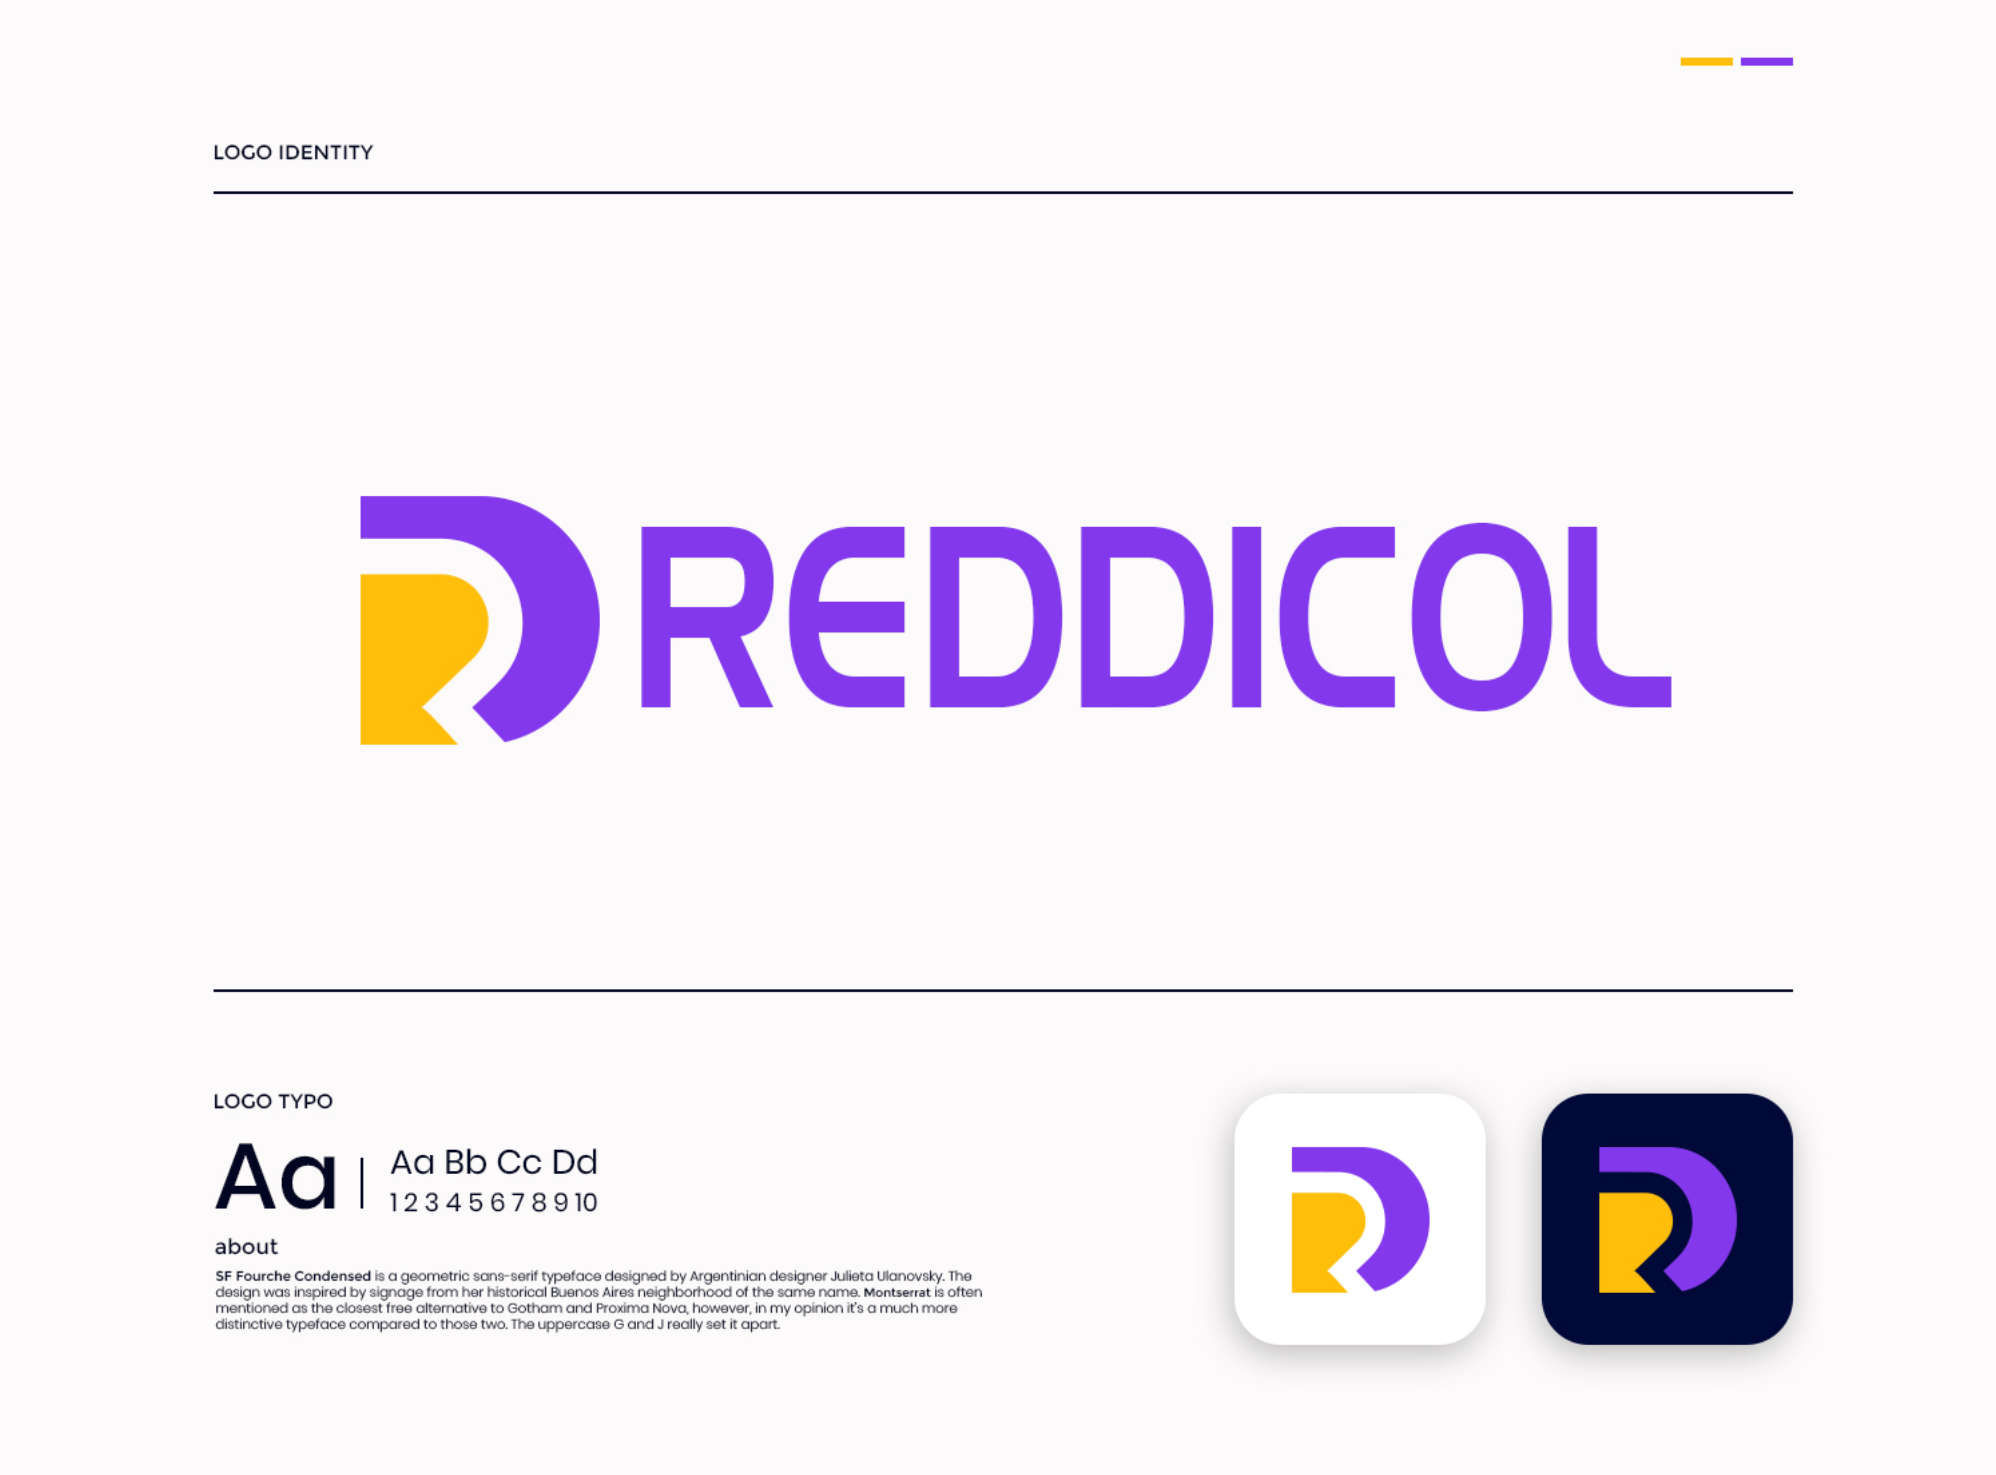 LOGO IDENTITY
REDDICOL
LOGO TYPO
Aa
Aa Bb Cc Dd
1 2 3 4 5 6 7 8 9 10
about
SF Fourche Condensed is a geometric sans-serif typeface designed by Argentinian designer Julieta Ulanovsky. The
design was inspired by signage from her historical Buenos Aires neighborhood of the same name. Montserrat is often
mentioned as the closest free alternative to Gotham and Proxima Nova, however, in my opinion it's a much more
distinctive typeface compared to those two. The uppercase G and J really set it apart.